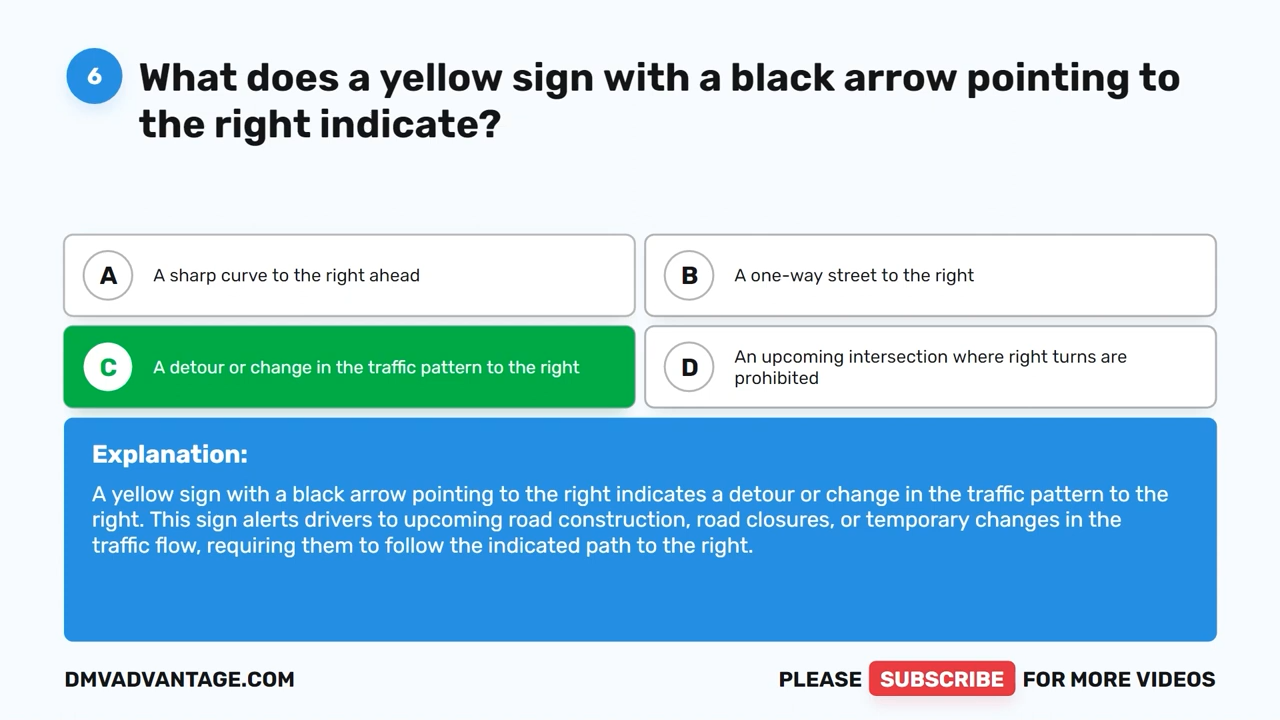 6
What does a yellow sign with a black arrow pointing to
the right indicate?
A
A sharp curve to the right ahead
B
A one-way street to the right
C
A detour or change in the traffic pattern to the right
D
An upcoming intersection where right turns are
prohibited
Explanation:
A yellow sign with a black arrow pointing to the right indicates a detour or change in the traffic pattern to the
right. This sign alerts drivers to upcoming road construction, road closures, or temporary changes in the
traffic flow, requiring them to follow the indicated path to the right.
DMVADVANTAGE.COM
PLEASE SUBSCRIBE FOR MORE VIDEOS